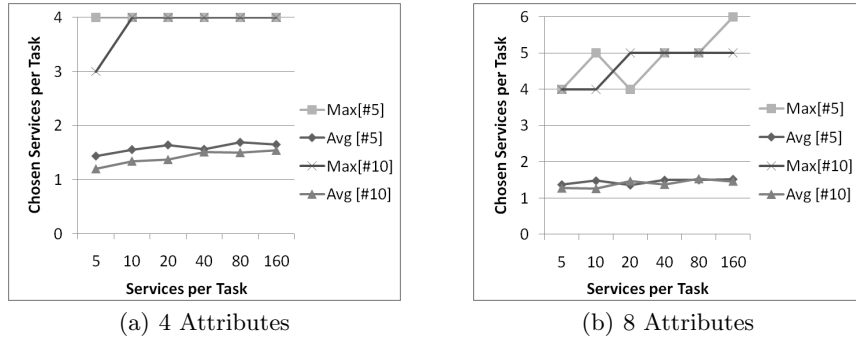 Chosen Services per Task
4
3
2
1
0
5 10 20 40 80 160
Services per Task
Max[#5]
Avg [#5]
Max[#10]
Avg [#10]
(a) 4 Attributes
Chosen Services per Task
6
5
4
3
2
1
0
5 10 20 40 80 160
Services per Task
Max[#5]
Avg [#5]
Max[#10]
Avg [#10]
(b) 8 Attributes